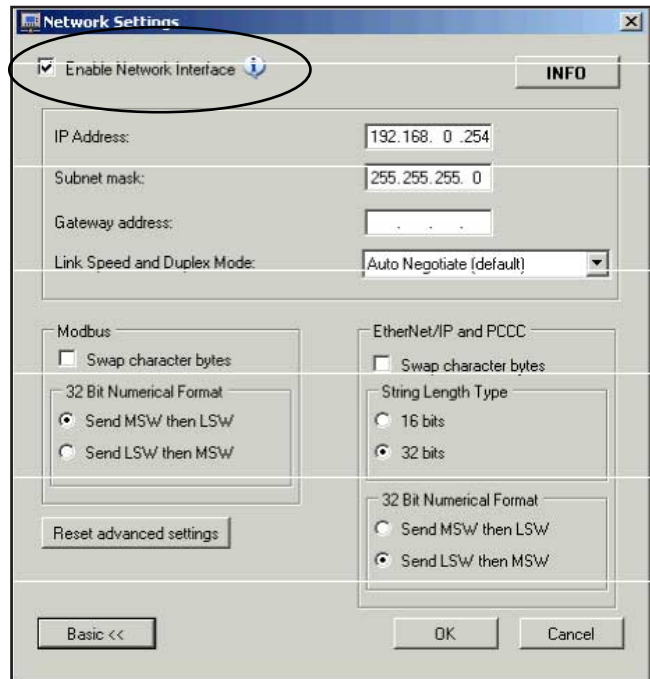 Network Settings
Enable Network Interface
INFO
IP Address:
192.168. 0 .254
Subnet mask:
255.255.255. 0
Gateway address:
. . .
Link Speed and Duplex Mode:
Auto Negotiate (default)
Modbus
Swap character bytes
32 Bit Numerical Format
Send MSW then LSW
Send LSW then MSW
Reset advanced settings
EtherNet/IP and PCCC
Swap character bytes
String Length Type
16 bits
32 bits
32 Bit Numerical Format
Send MSW then LSW
Send LSW then MSW
Basic <<
OK
Cancel